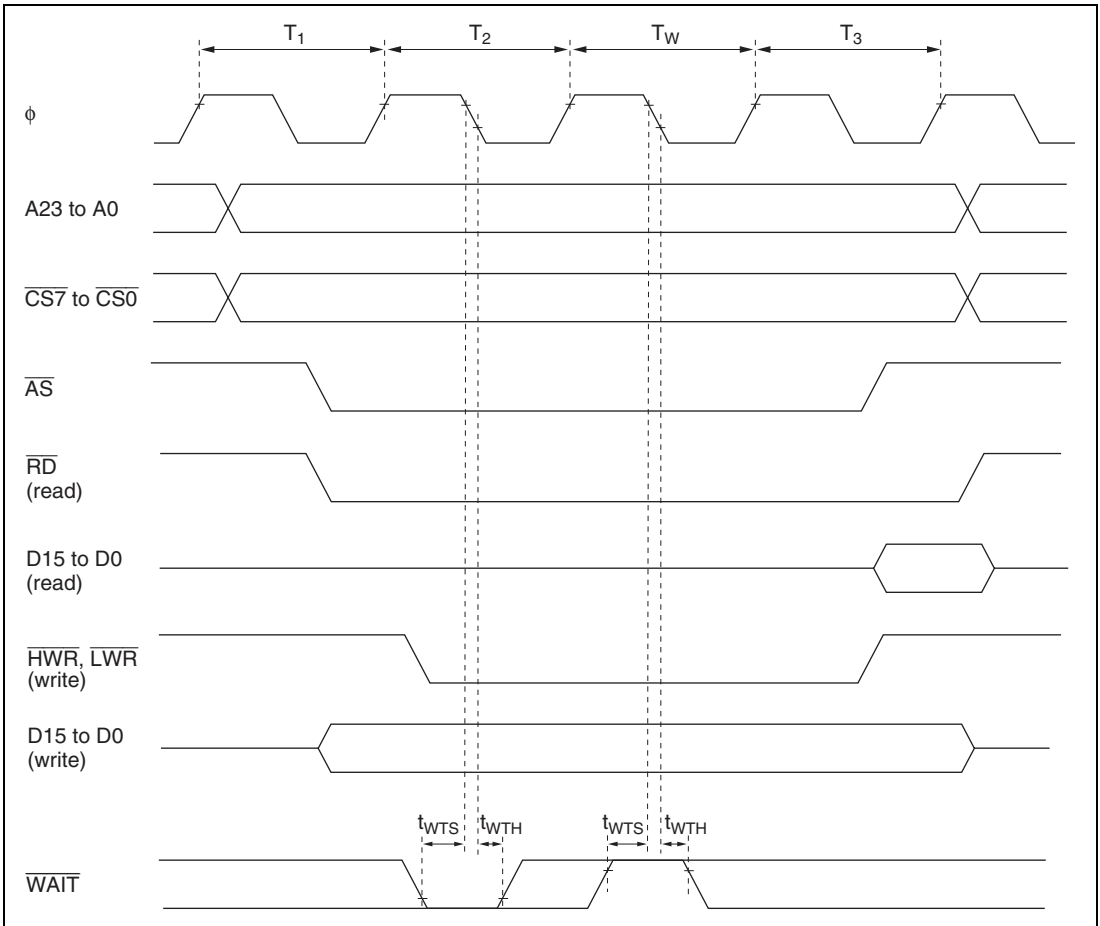 T1 T2 TW T3
φ
A23 to A0
CS7 to CS0
AS
RD
(read)
D15 to D0
(read)
HWR, LWR
(write)
D15 to D0
(write)
tWTS tWTH tWTS tWTH
WAIT